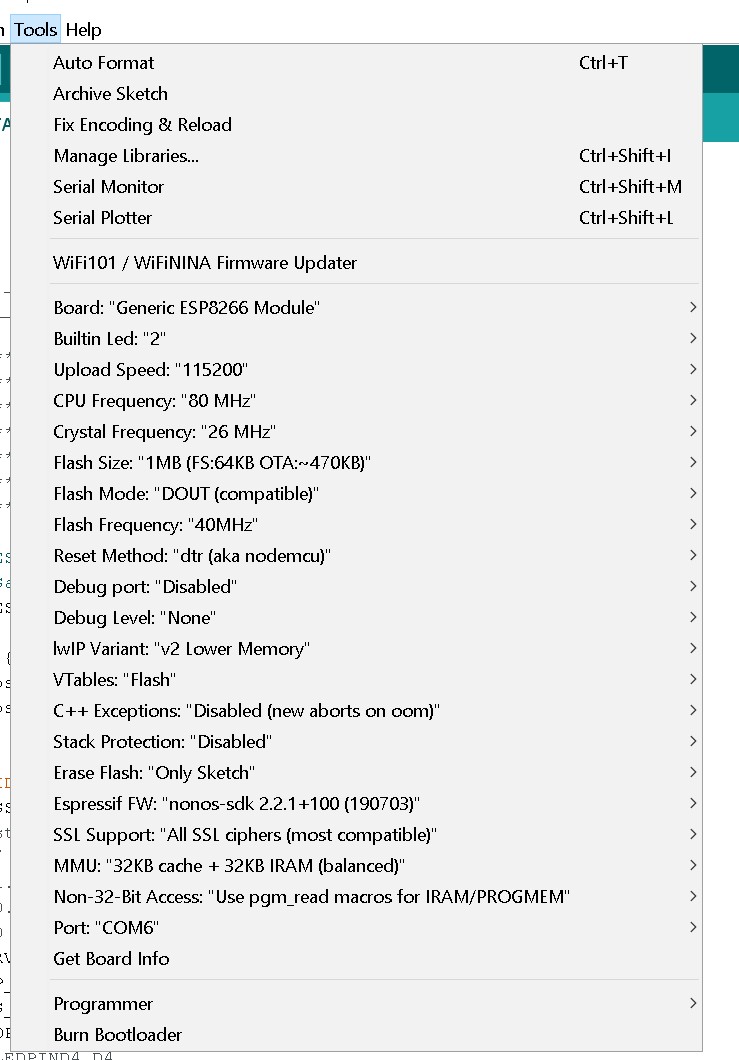 Tools Help
Auto Format Ctrl+T
Archive Sketch
Fix Encoding & Reload
Manage Libraries... Ctrl+Shift+I
Serial Monitor Ctrl+Shift+M
Serial Plotter Ctrl+Shift+L
WiFi101 / WiFiNINA Firmware Updater
Board: "Generic ESP8266 Module"
Builtin Led: "2"
Upload Speed: "115200"
CPU Frequency: "80 MHz"
Crystal Frequency: "26 MHz"
Flash Size: "1MB (FS:64KB OTA:~470KB)"
Flash Mode: "DOUT (compatible)"
Flash Frequency: "40MHz"
Reset Method: "dtr (aka nodemcu)"
Debug port: "Disabled"
Debug Level: "None"
lwIP Variant: "v2 Lower Memory"
VTables: "Flash"
C++ Exceptions: "Disabled (new aborts on oom)"
Stack Protection: "Disabled"
Erase Flash: "Only Sketch"
Espressif FW: "nonos-sdk 2.2.1+100 (190703)"
SSL Support: "All SSL ciphers (most compatible)"
MMU: "32KB cache + 32KB IRAM (balanced)"
Non-32-Bit Access: "Use pgm_read macros for IRAM/PROGMEM"
Port: "COM6"
Get Board Info
Programmer
Burn Bootloader